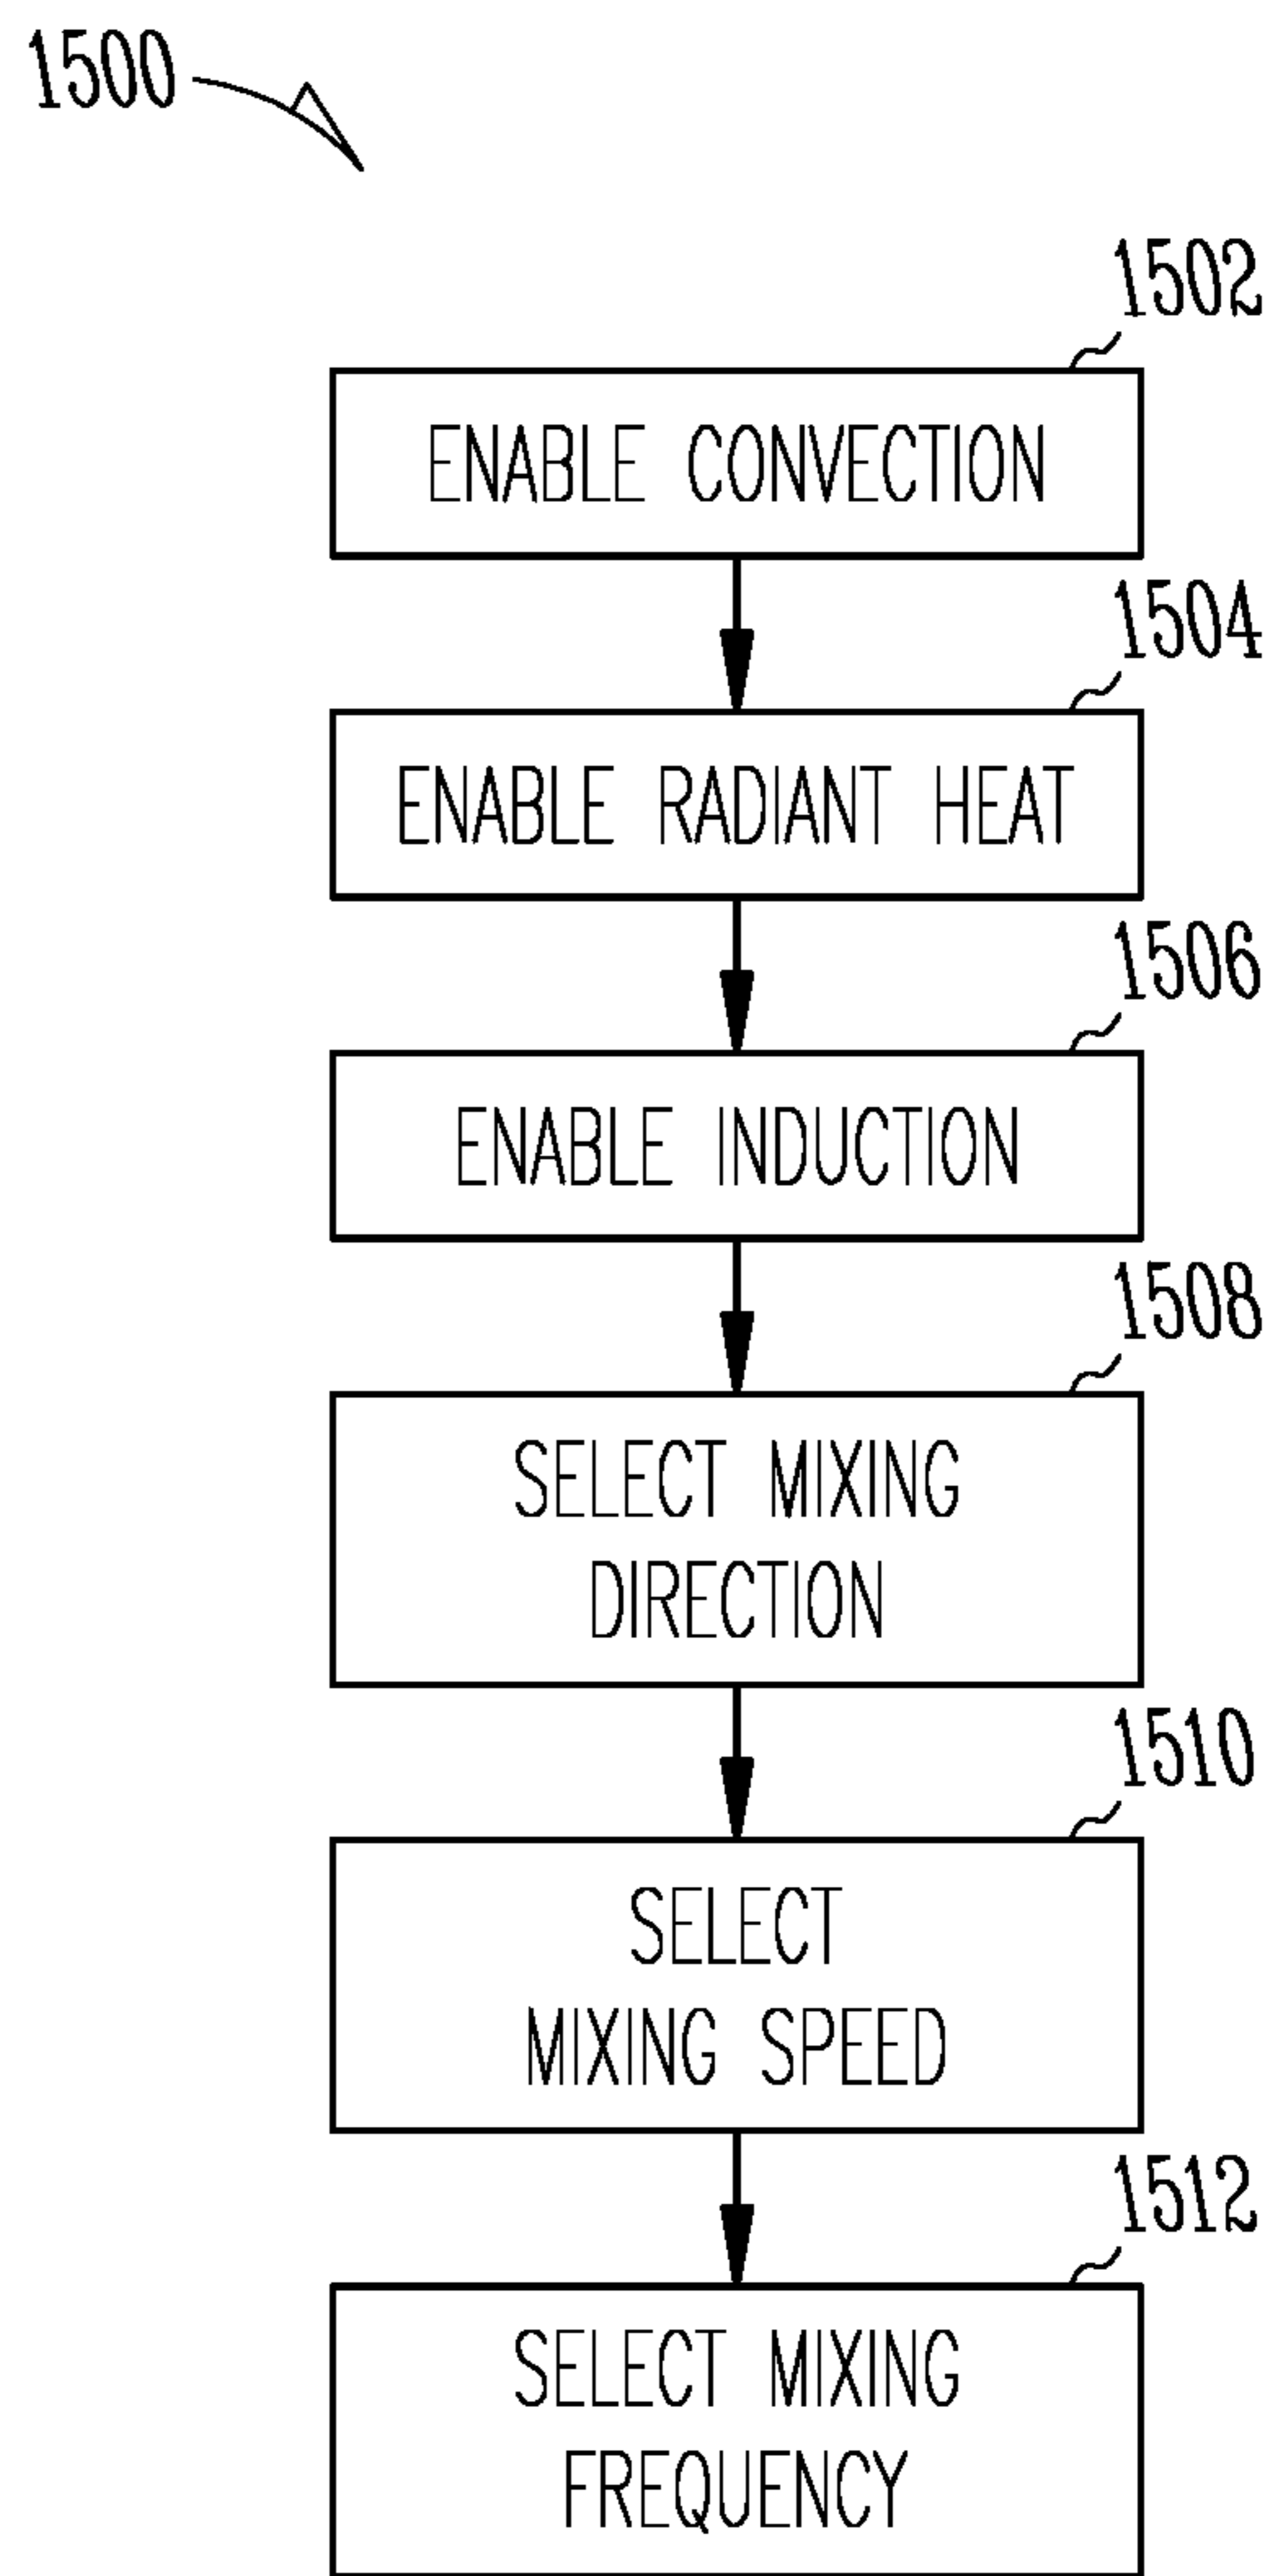 1500
1502
ENABLE CONVECTION
1504
ENABLE RADIANT HEAT
1506
ENABLE INDUCTION
1508
SELECT MIXING
DIRECTION
1510
SELECT
MIXING SPEED
1512
SELECT MIXING
FREQUENCY